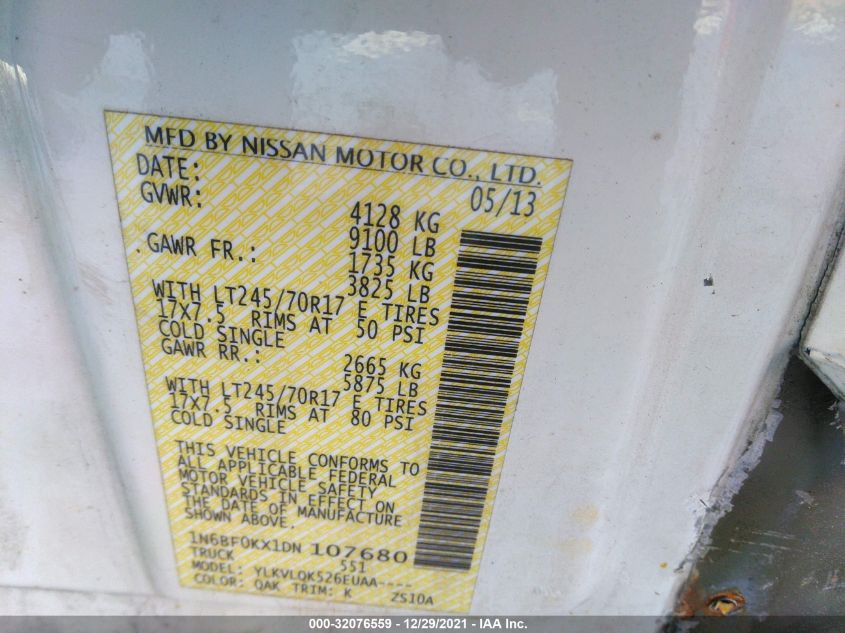 MFD BY NISSAN MOTOR CO., LTD.
DATE: 05/13
GVWR: 4128 KG
9100 LB
GAWR FR.: 1735 KG
3825 LB
WITH LT245/70R17 E TIRES
17X7.5 RIMS AT 50 PSI
COLD SINGLE
GAWR RR.: 2665 KG
5875 LB
WITH LT245/70R17 E TIRES
17X7.5 RIMS AT 80 PSI
COLD SINGLE
THIS VEHICLE CONFORMS TO
ALL APPLICABLE FEDERAL
MOTOR VEHICLE SAFETY
STANDARDS IN EFFECT ON
THE DATE OF MANUFACTURE
SHOWN ABOVE.
1N6BF0KX1DN 107680
TRUCK 551
MODEL: YLKVLQK526EUAA----
COLOR: QAK TRIM: K ZS10A
000-32076559 - 12/29/2021 - IAA Inc.